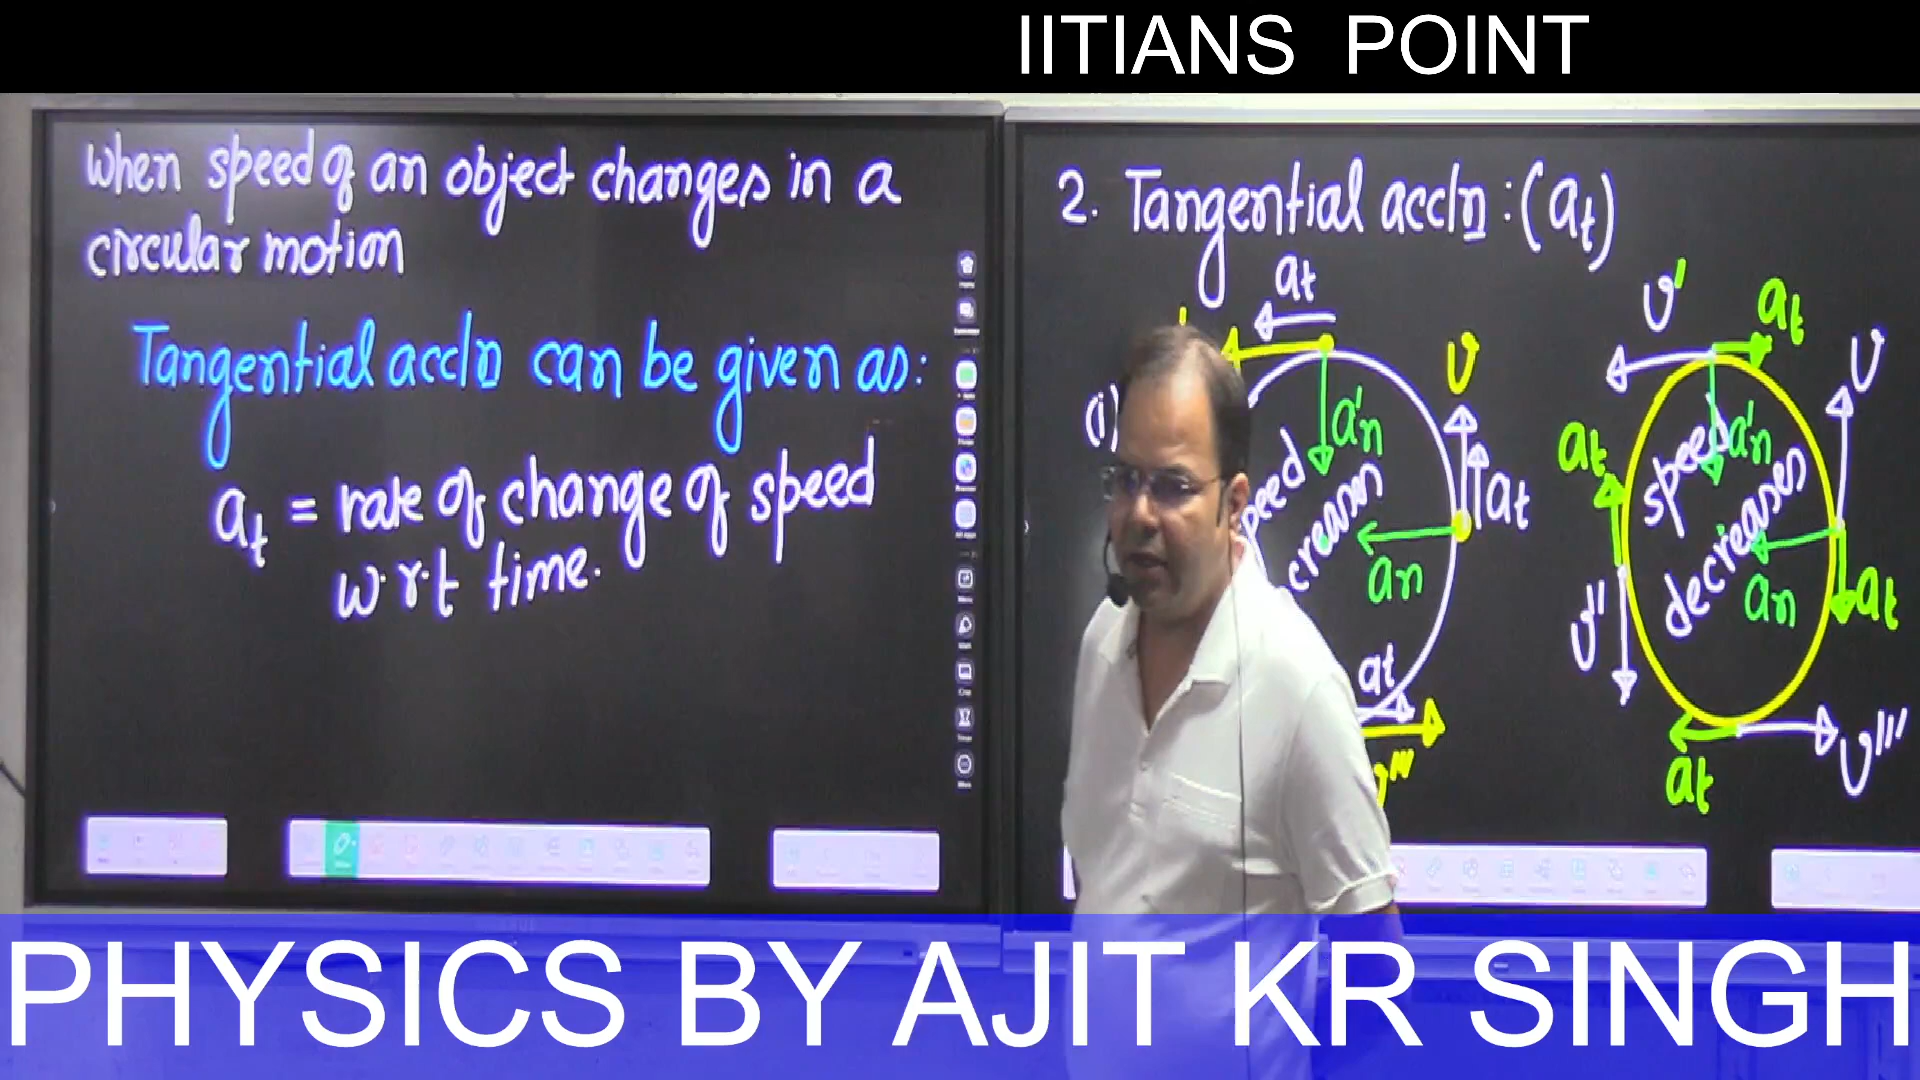 IITIANS POINT
When speed of an object changes in a
circular motion
Tangential accln can be given as:
at = rate of change of speed
w.r.t time.
2. Tangential accln : (at)
at
(i)
a'n
υ
at
an
at
υ'
at
υ
at
a'n
speed
decreases
an
at
υ''
at
υ'''
PHYSICS BY AJIT KR SINGH